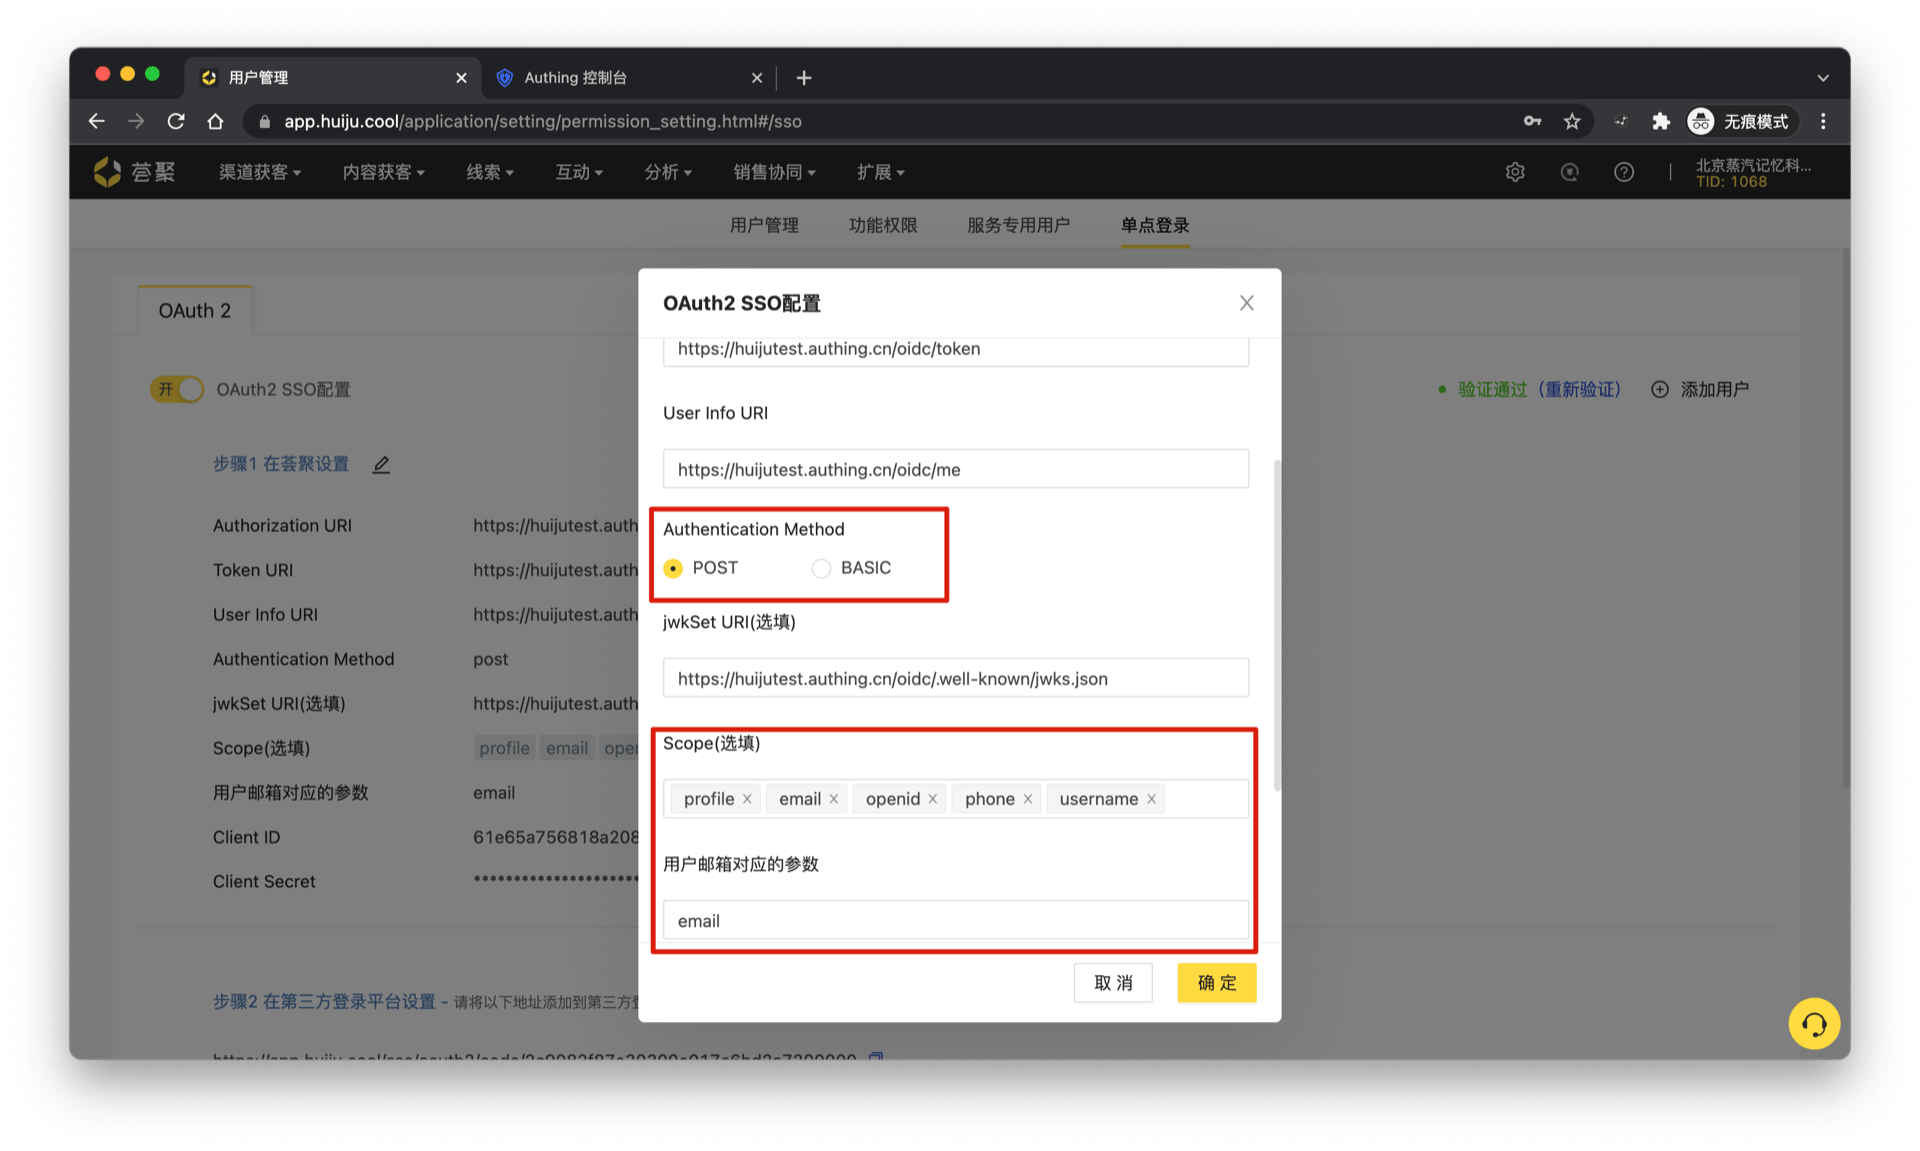 用户管理
Authing 控制台
app.huiju.cool/application/setting/permission_setting.html#/sso
无痕模式
荟聚
渠道获客
内容获客
线索
互动
分析
销售协同
扩展
北京蒸汽记忆科...
TID: 1068
用户管理
功能权限
服务专用用户
单点登录
OAuth 2
开
OAuth2 SSO配置
验证通过
(重新验证)
添加用户
步骤1 在荟聚设置
Authorization URI
https://huijutest.auth
Token URI
https://huijutest.auth
User Info URI
https://huijutest.auth
Authentication Method
post
jwkSet URI(选填)
https://huijutest.auth
Scope(选填)
profile
email
oper
用户邮箱对应的参数
email
Client ID
61e65a756818a208
Client Secret
*********************
步骤2 在第三方登录平台设置 - 请将以下地址添加到第三方
OAuth2 SSO配置
https://huijutest.authing.cn/oidc/token
User Info URI
https://huijutest.authing.cn/oidc/me
Authentication Method
POST
BASIC
jwkSet URI(选填)
https://huijutest.authing.cn/oidc/.well-known/jwks.json
Scope(选填)
profile
email
openid
phone
username
用户邮箱对应的参数
email
取 消
确 定